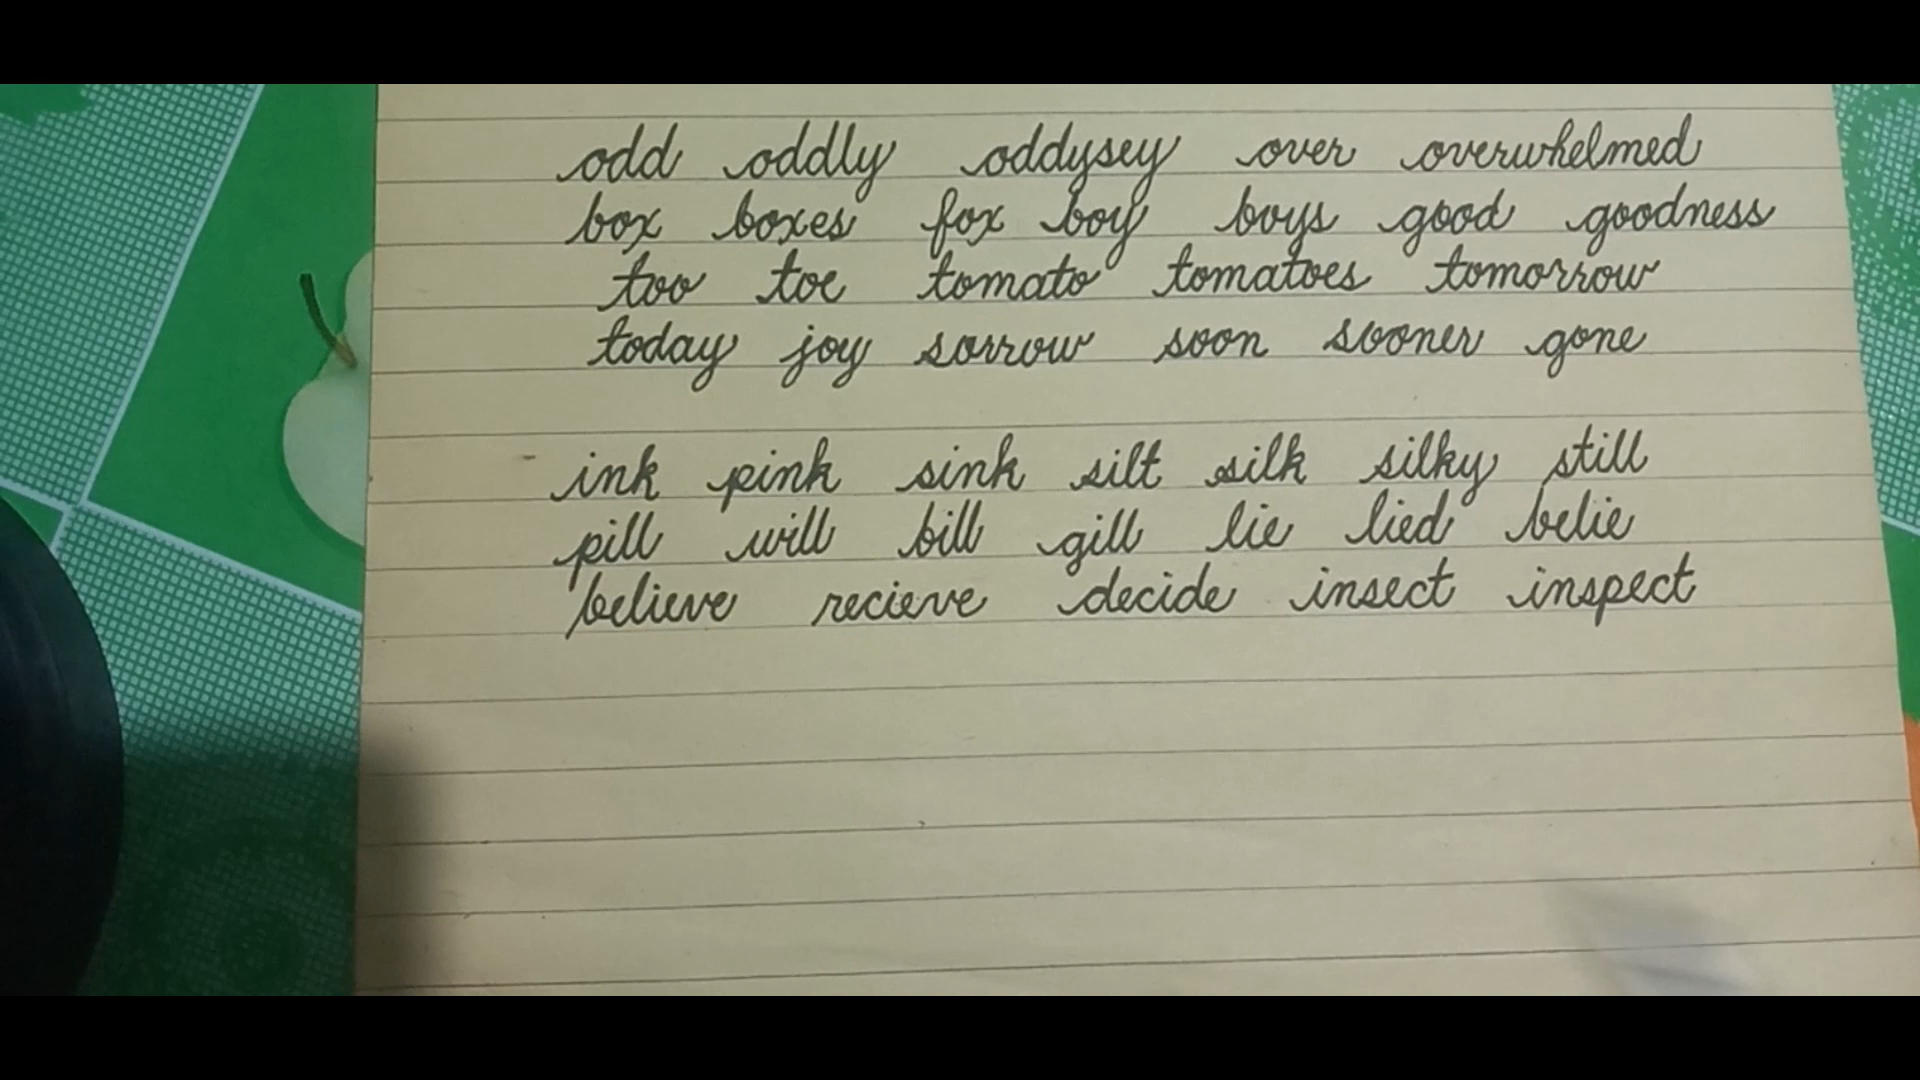 odd oddly oddysey over overwhelmed
box boxes fox boy boys good goodness
too toe tomato tomatoes tomorrow
today joy sorrow soon sooner gone
ink pink sink silt silk silky still
pill will bill gill lie lied belie
believe recieve decide insect inspect